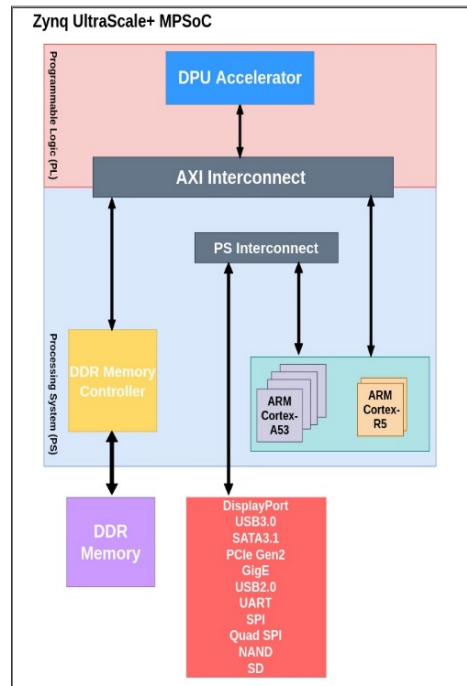 Zynq UltraScale+ MPSoC
Programmable Logic (PL)
DPU Accelerator
AXI Interconnect
PS Interconnect
Processing System (PS)
DDR Memory
Controller
ARM
Cortex-
A53
ARM
Cortex-
R5
DDR
Memory
DisplayPort
USB3.0
SATA3.1
PCIe Gen2
GigE
USB2.0
UART
SPI
Quad SPI
NAND
SD